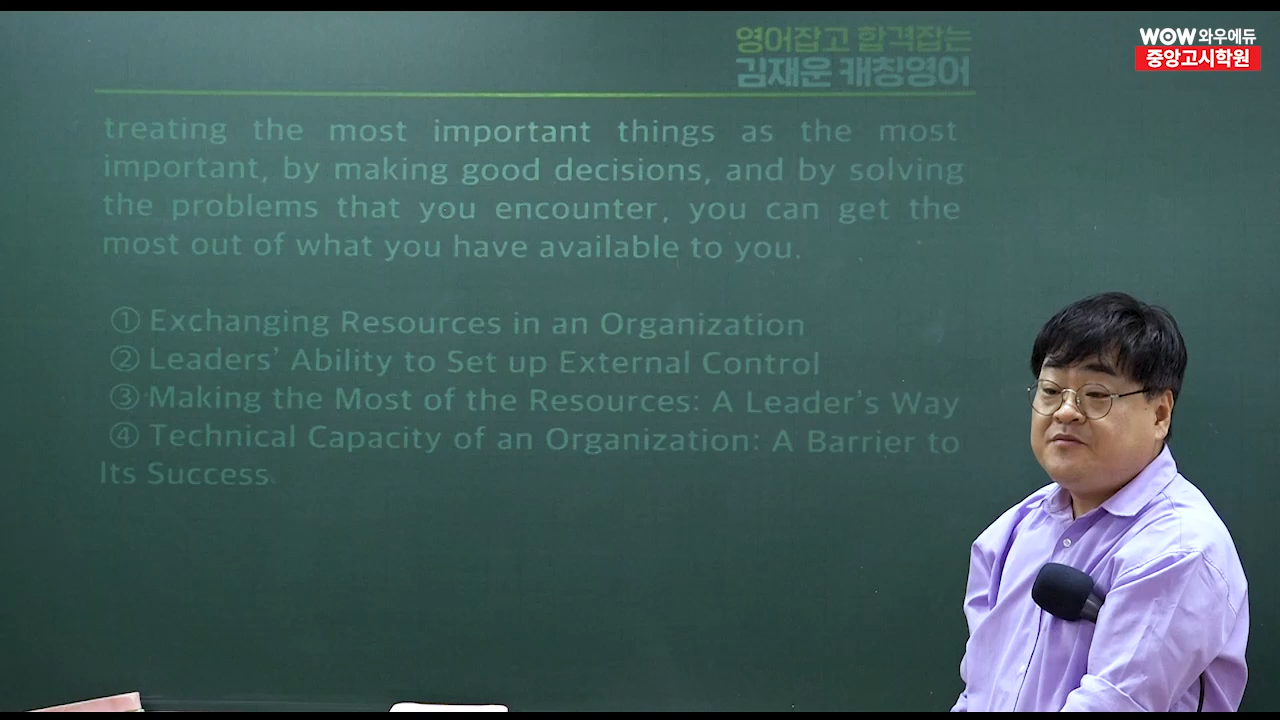 영어잡고 합격잡는
김재운 캐칭영어
WOW 와우에듀
중앙고시학원
treating the most important things as the most
important, by making good decisions, and by solving
the problems that you encounter, you can get the
most out of what you have available to you.
① Exchanging Resources in an Organization
② Leaders’ Ability to Set up External Control
③ Making the Most of the Resources: A Leader’s Way
④ Technical Capacity of an Organization: A Barrier to
Its Success